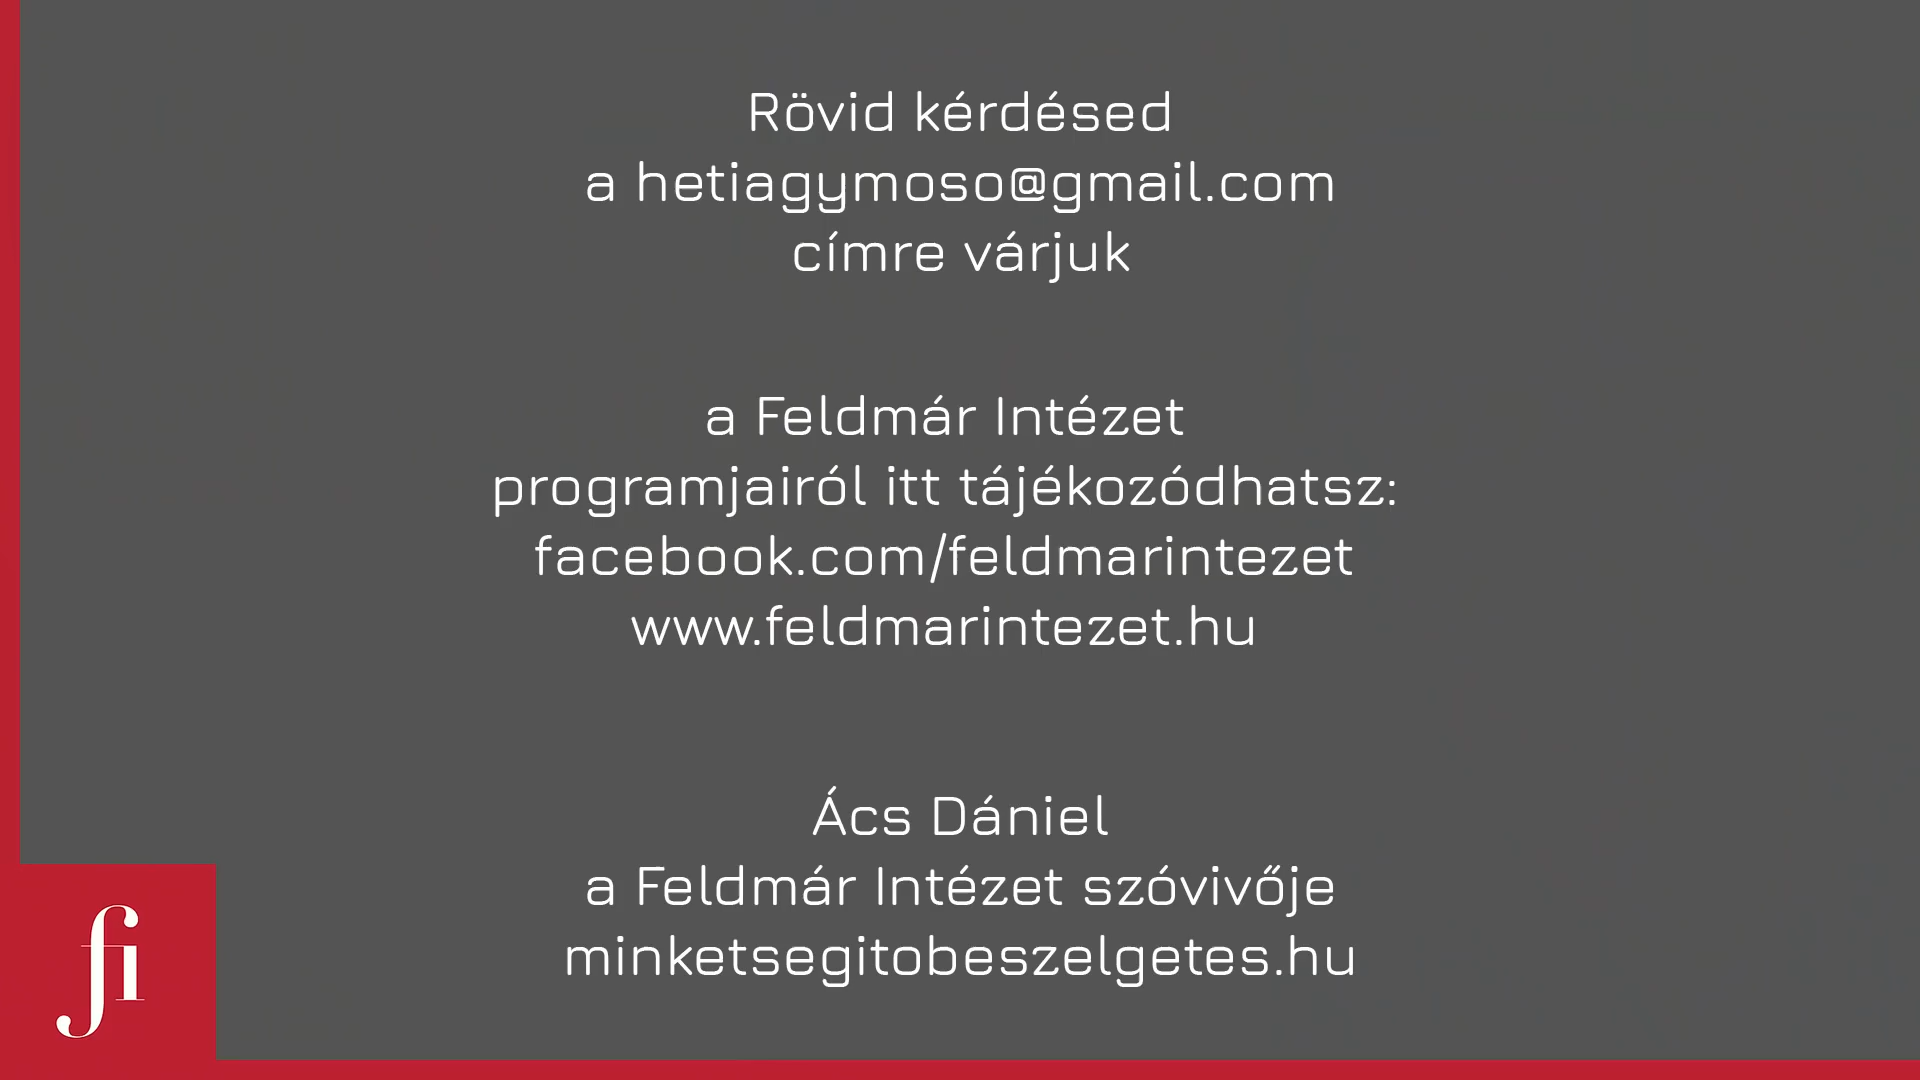 Rövid kérdésed
a hetiagymoso@gmail.com
címre várjuk
a Feldmár Intézet
programjairól itt tájékozódhatsz:
facebook.com/feldmarintezet
www.feldmarintezet.hu
Ács Dániel
a Feldmár Intézet szóvivője
minketsegitobeszelgetes.hu
fi